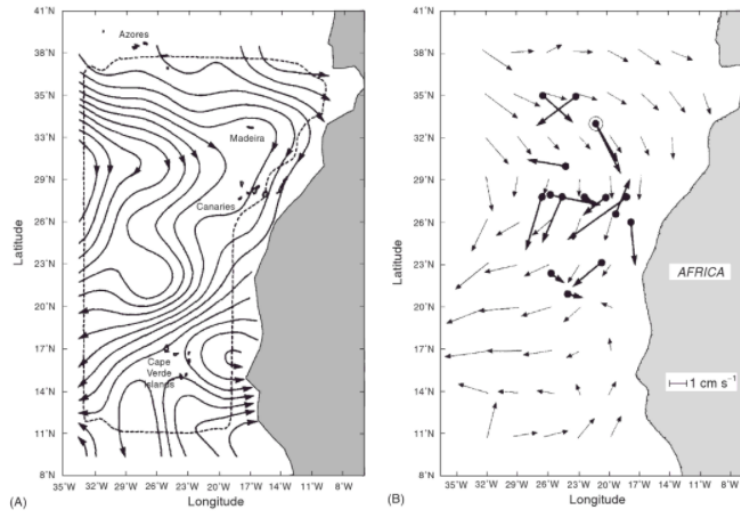 41°N
38°N
35°N
33°N
29°N
26°N
23°N
20°N
17°N
14°N
11°N
8°N
Latitude
Azores
Madeira
Canaries
Cape
Verde
Islands
35°W 32°W 29°W 26°W 23°W 20°W 17°W 14°W 11°W 8°W
Longitude
(A)
41°N
38°N
35°N
33°N
29°N
26°N
23°N
20°N
17°N
14°N
11°N
8°N
Latitude
AFRICA
1 cm s⁻¹
35°W 32°W 29°W 26°W 23°W 20°W 17°W 14°W 11°W 8°W
Longitude
(B)